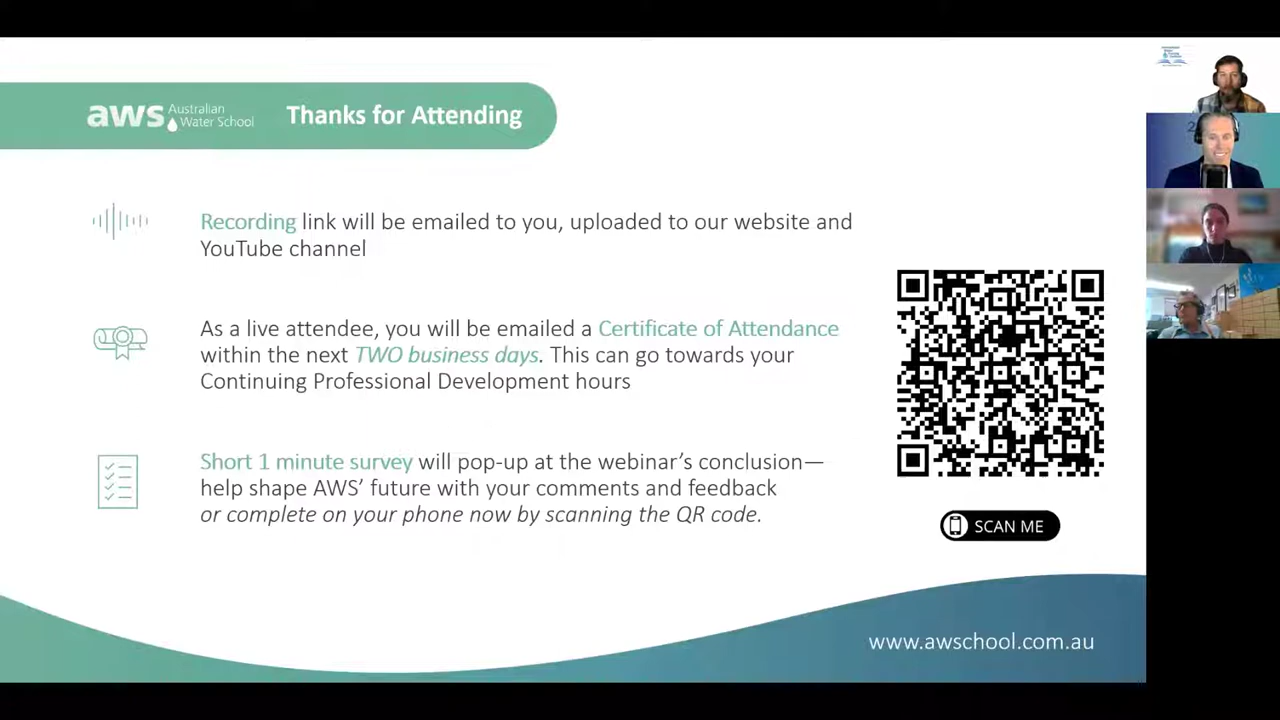 aws Australian Water School
Thanks for Attending
Recording link will be emailed to you, uploaded to our website and
YouTube channel
As a live attendee, you will be emailed a Certificate of Attendance
within the next TWO business days. This can go towards your
Continuing Professional Development hours
Short 1 minute survey will pop-up at the webinar's conclusion—
help shape AWS' future with your comments and feedback
or complete on your phone now by scanning the QR code.
SCAN ME
www.awschool.com.au